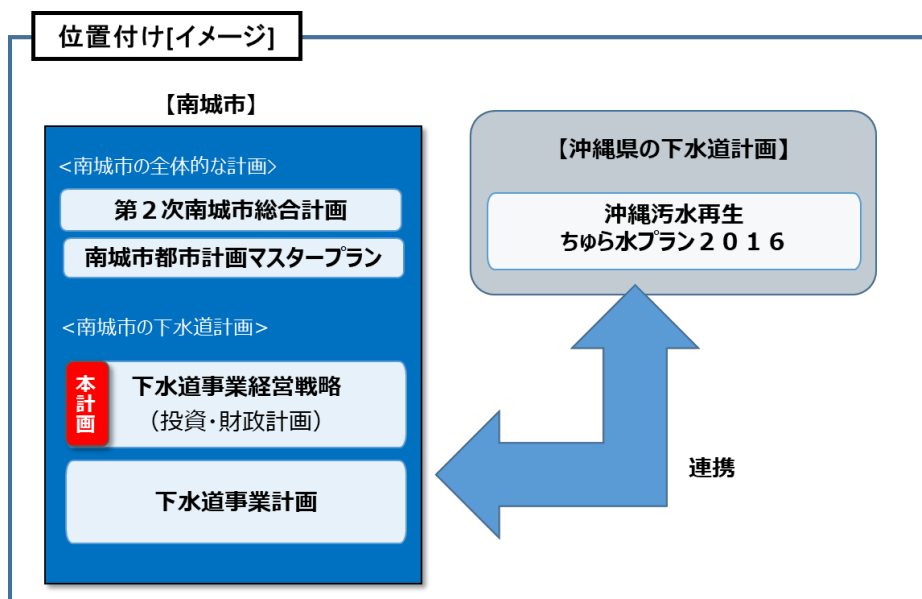 位置付け[イメージ]
【南城市】
<南城市の全体的な計画>
第２次南城市総合計画
南城市都市計画マスタープラン
<南城市の下水道計画>
本計画
下水道事業経営戦略
（投資・財政計画）
下水道事業計画
【沖縄県の下水道計画】
沖縄汚水再生
ちゅら水プラン２０１６
連携